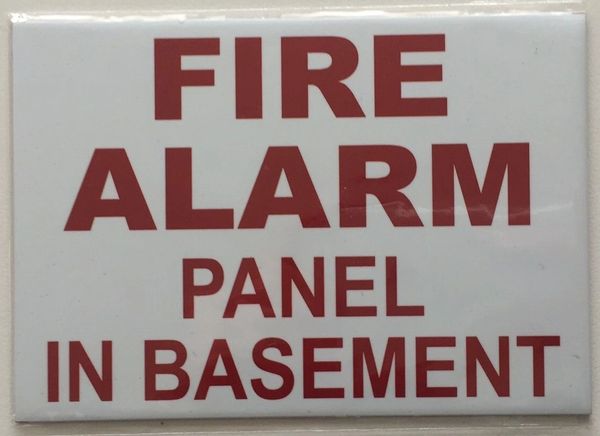 FIRE
ALARM
PANEL
IN BASEMENT